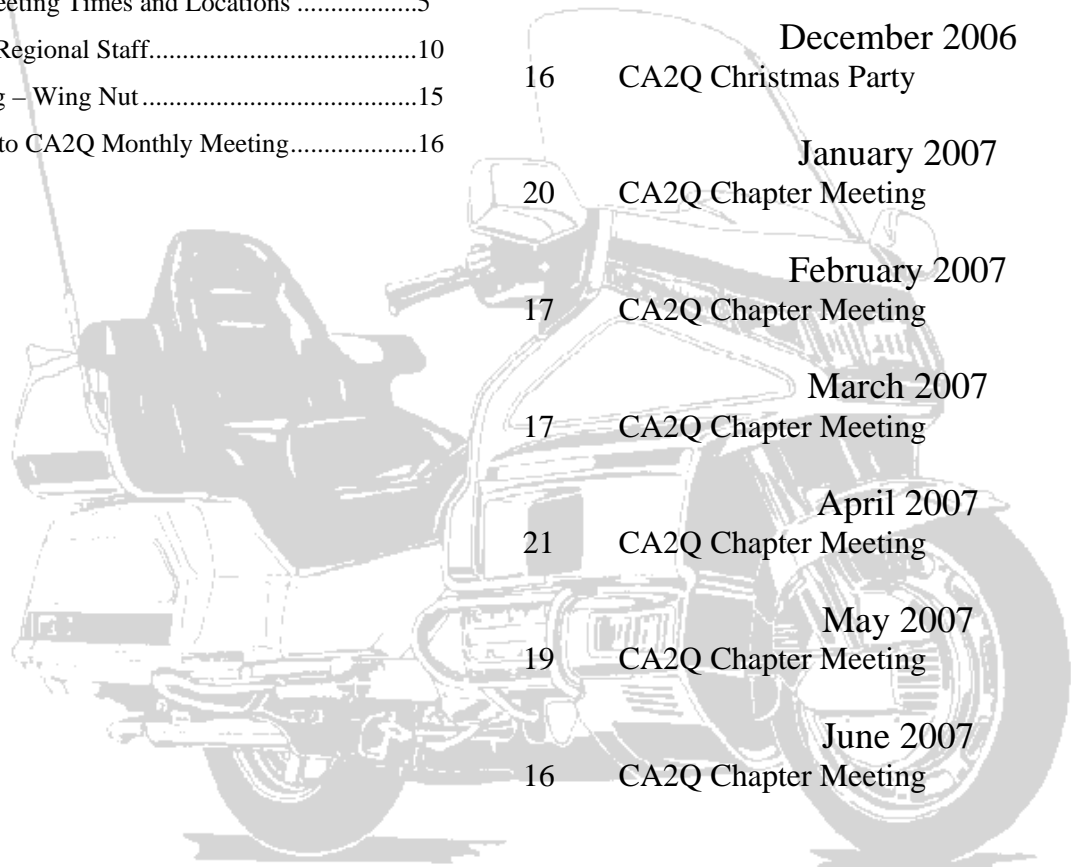 eeting Times and Locations .................5
Regional Staff...............................................10
g – Wing Nut................................................15
to CA2Q Monthly Meeting....................16
December 2006
16 CA2Q Christmas Party
January 2007
20 CA2Q Chapter Meeting
February 2007
17 CA2Q Chapter Meeting
March 2007
17 CA2Q Chapter Meeting
April 2007
21 CA2Q Chapter Meeting
May 2007
19 CA2Q Chapter Meeting
June 2007
16 CA2Q Chapter Meeting